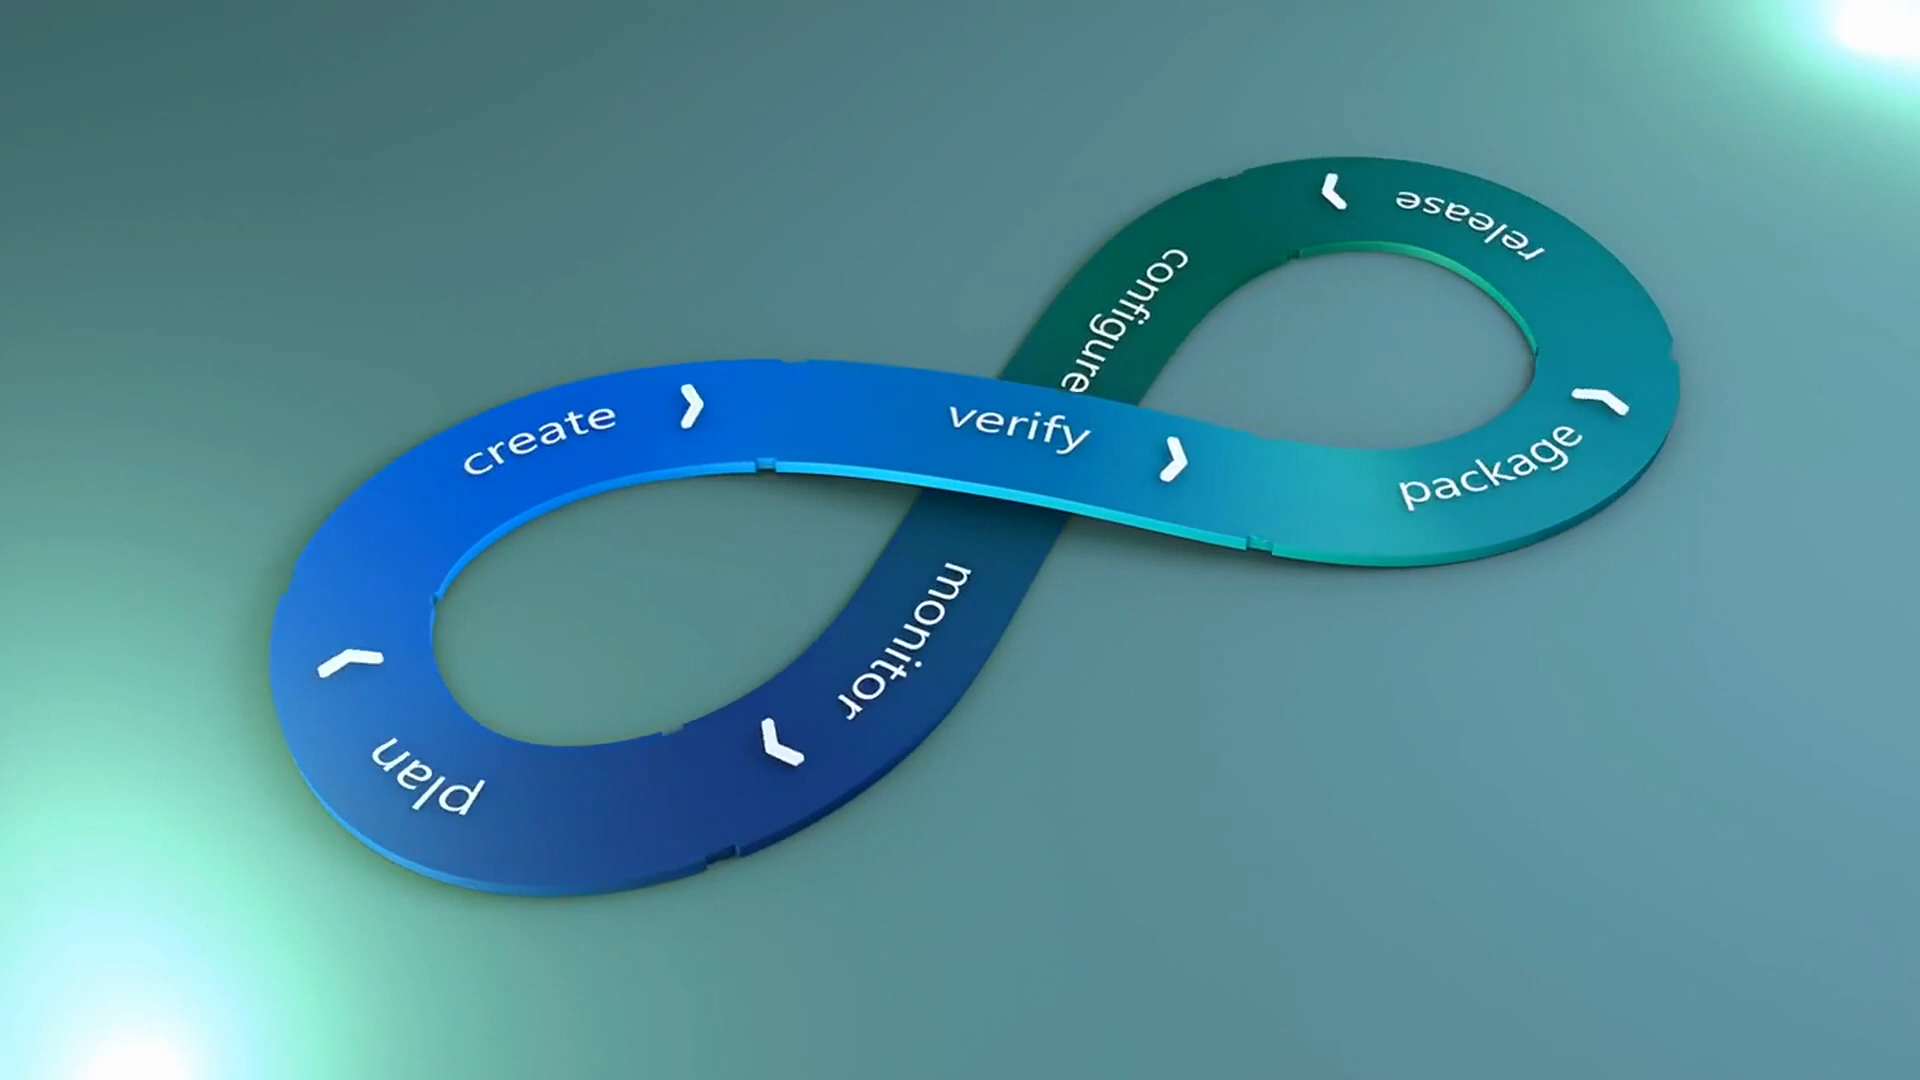 plan
create
verify
package
release
configure
monitor